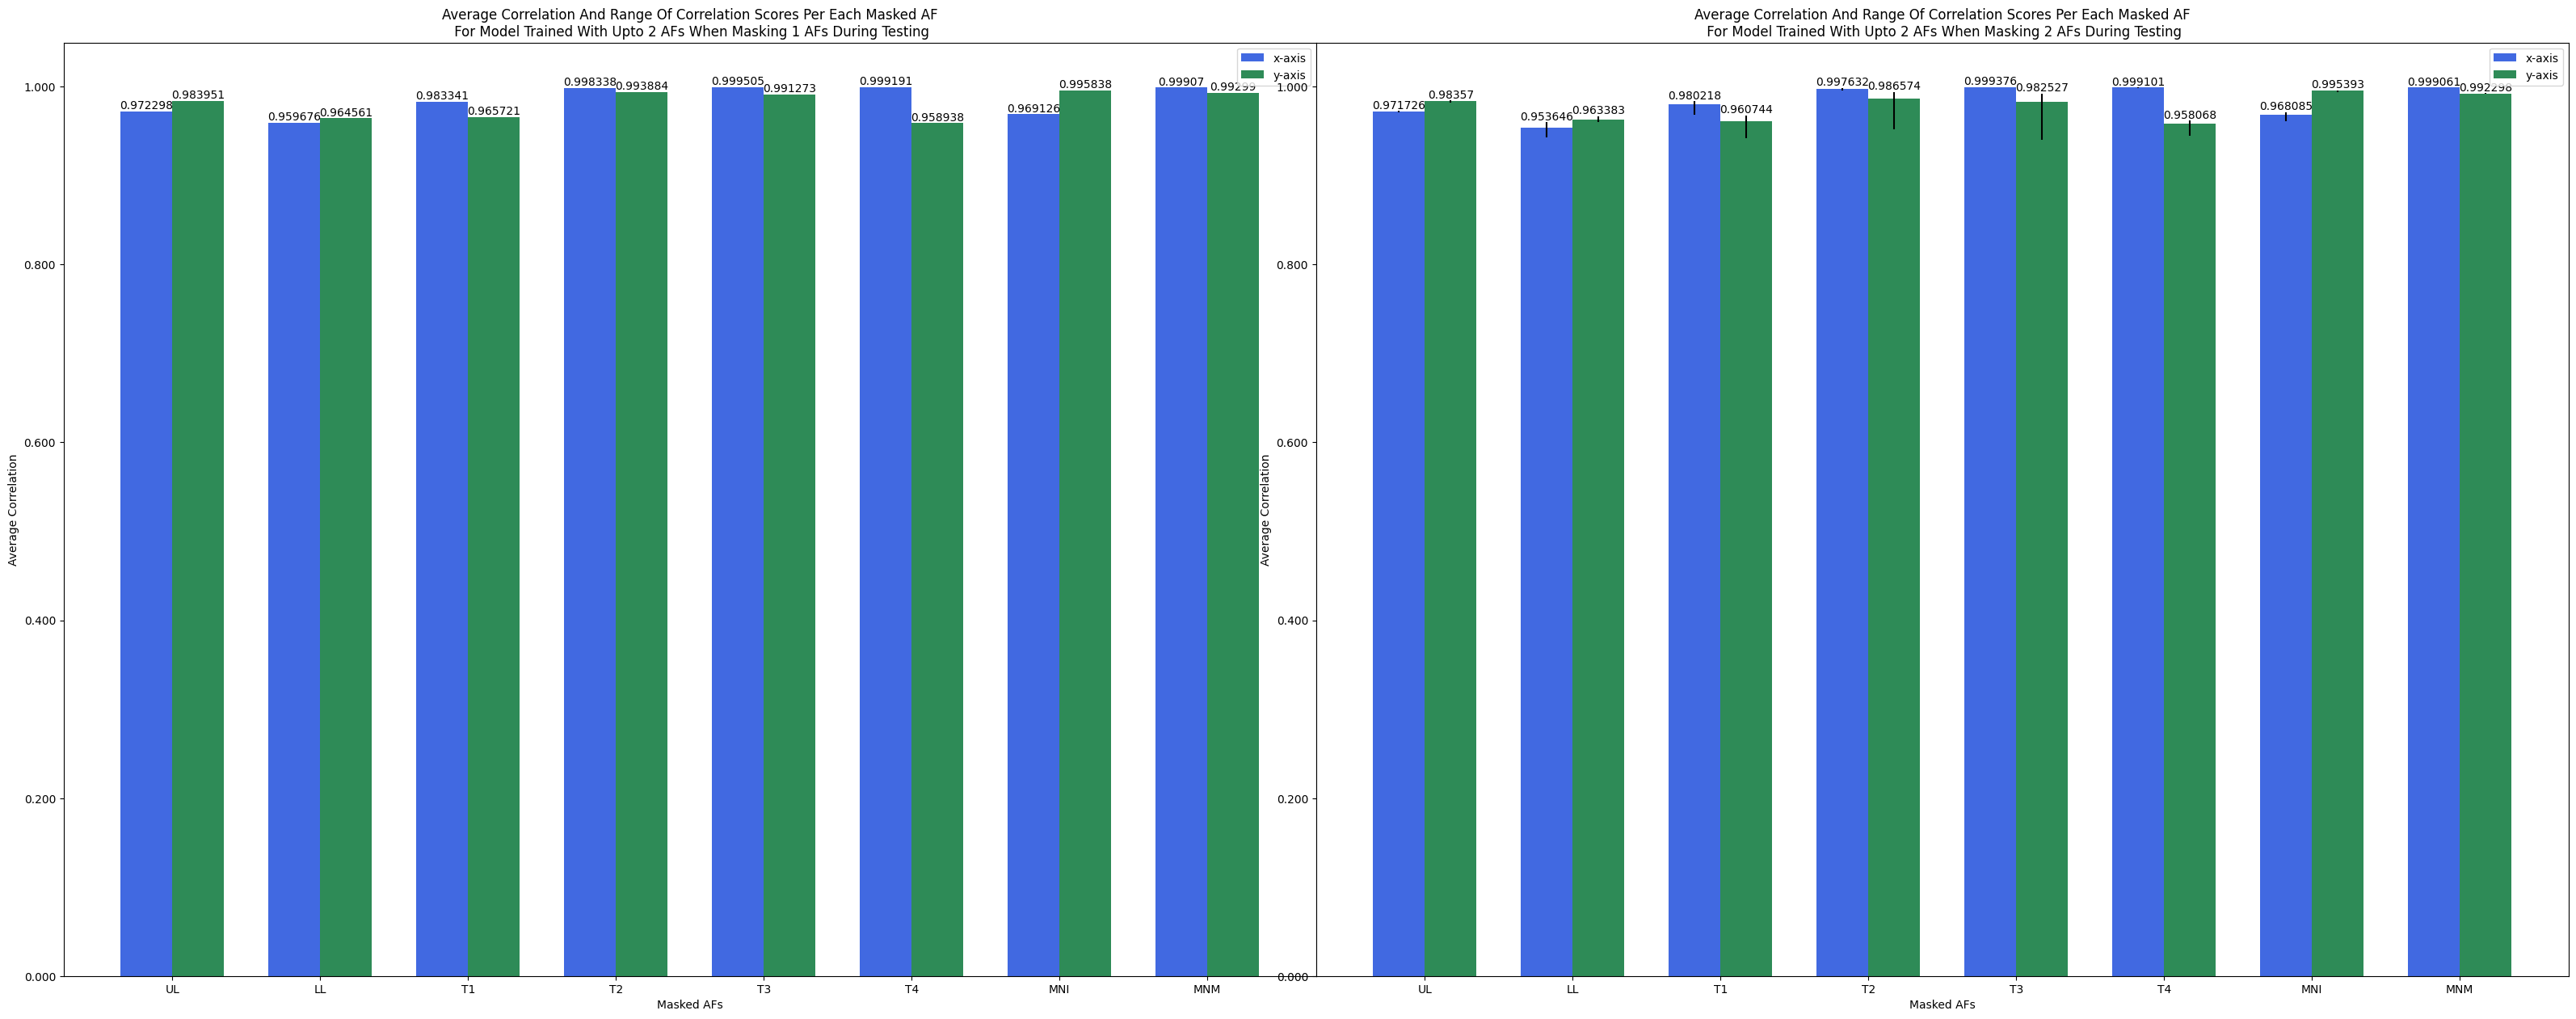 Average Correlation And Range Of Correlation Scores Per Each Masked AF
For Model Trained With Upto 2 AFs When Masking 1 AFs During Testing
x-axis
y-axis
1.000
0.800
0.600
0.400
0.200
0.000
Average Correlation
0.972298
0.983951
0.959676
0.964561
0.983341
0.965721
0.998338
0.993884
0.999505
0.991273
0.999191
0.958938
0.969126
0.995838
0.99907
0.99299
UL
LL
T1
T2
T3
T4
MNI
MNM
Masked AFs
Average Correlation And Range Of Correlation Scores Per Each Masked AF
For Model Trained With Upto 2 AFs When Masking 2 AFs During Testing
x-axis
y-axis
1.000
0.800
0.600
0.400
0.200
0.000
Average Correlation
0.971726
0.98357
0.953646
0.963383
0.980218
0.960744
0.997632
0.986574
0.999376
0.982527
0.999101
0.958068
0.968085
0.995393
0.999061
0.992298
UL
LL
T1
T2
T3
T4
MNI
MNM
Masked AFs